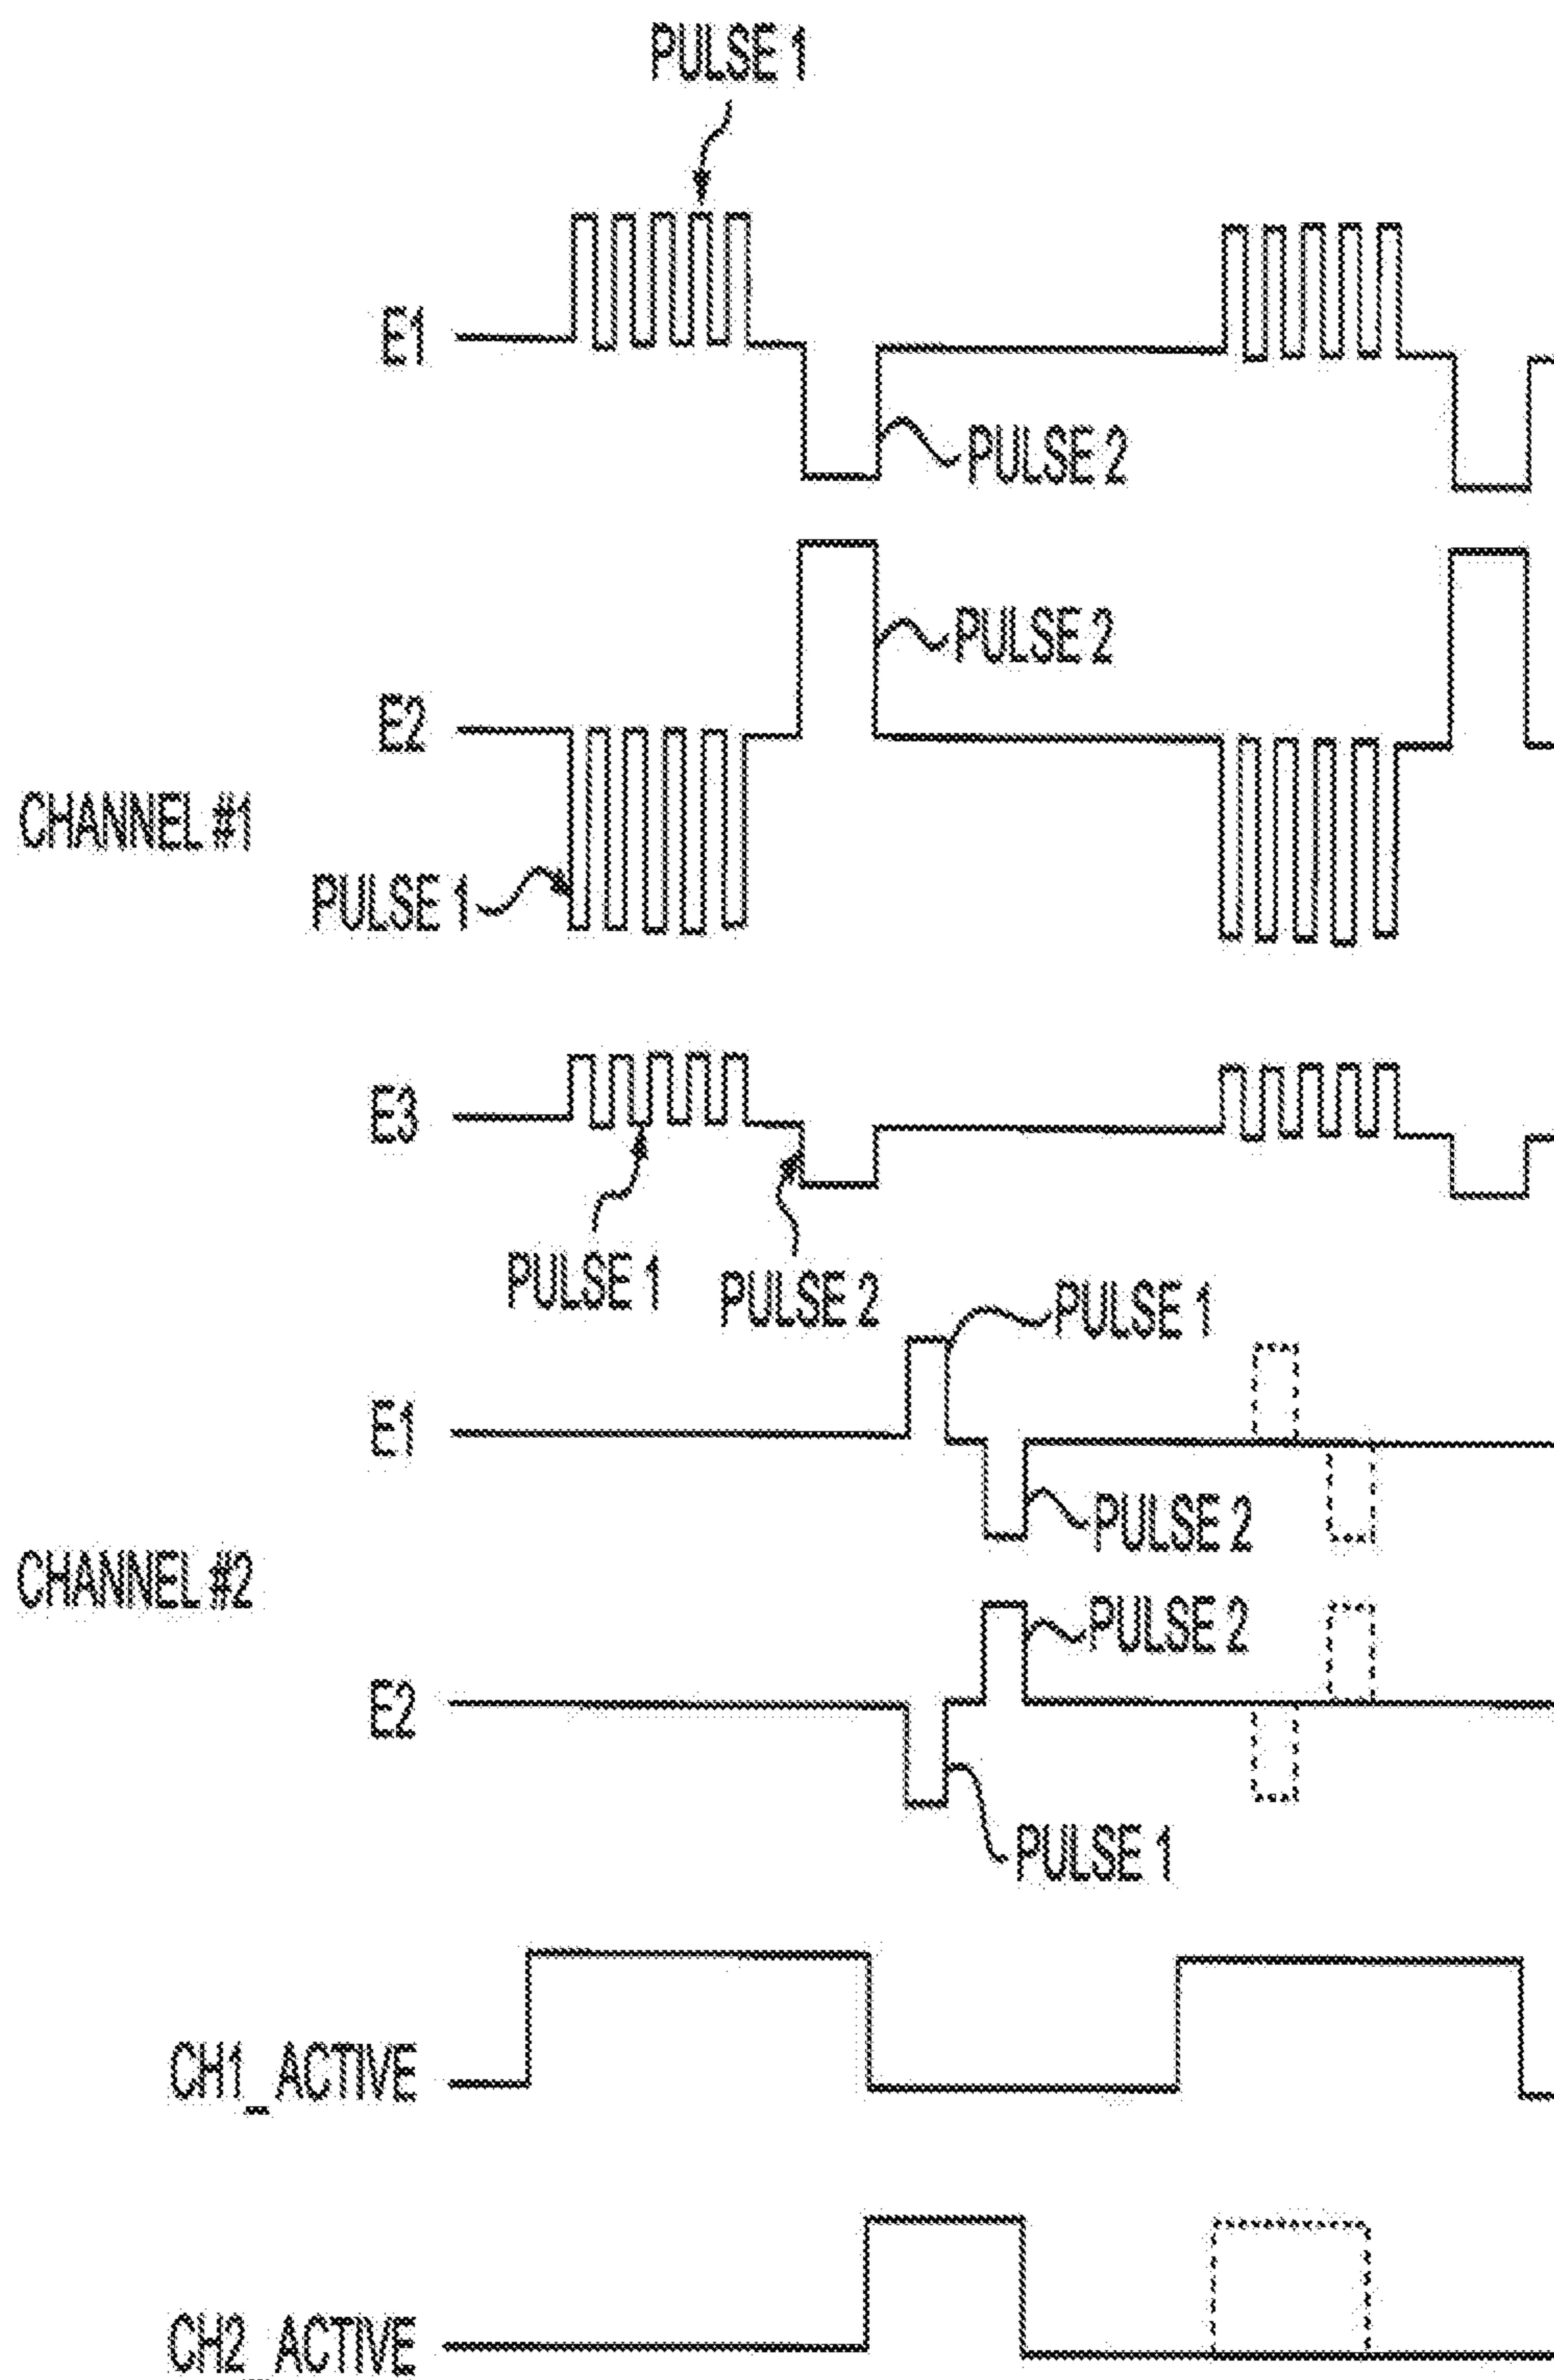 PULSE 1
E1
PULSE 2
PULSE 2
E2
CHANNEL #1
PULSE 1
E3
PULSE 1
PULSE 2
PULSE 1
E1
PULSE 2
CHANNEL #2
PULSE 2
E2
PULSE 1
CH1_ACTIVE
CH2_ACTIVE